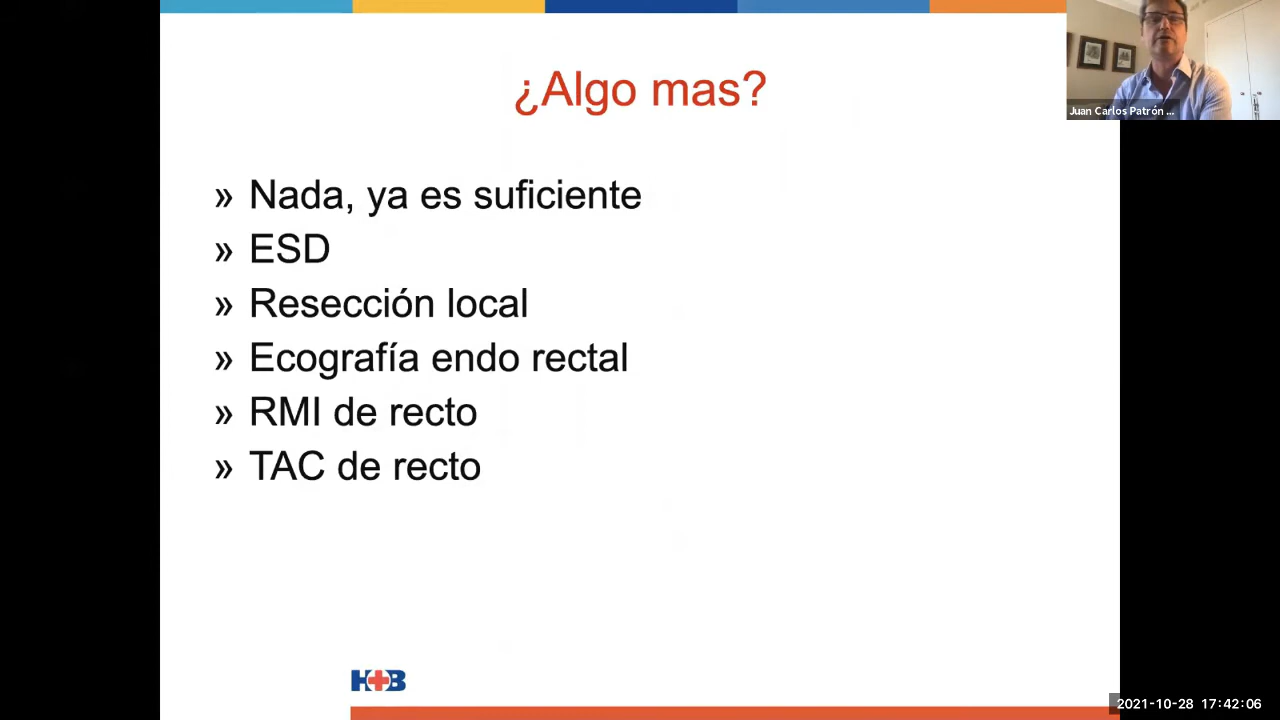 ¿Algo mas?
» Nada, ya es suficiente
» ESD
» Resección local
» Ecografía endo rectal
» RMI de recto
» TAC de recto
Juan Carlos Patrón ...
H+B
2021-10-28 17:42:06